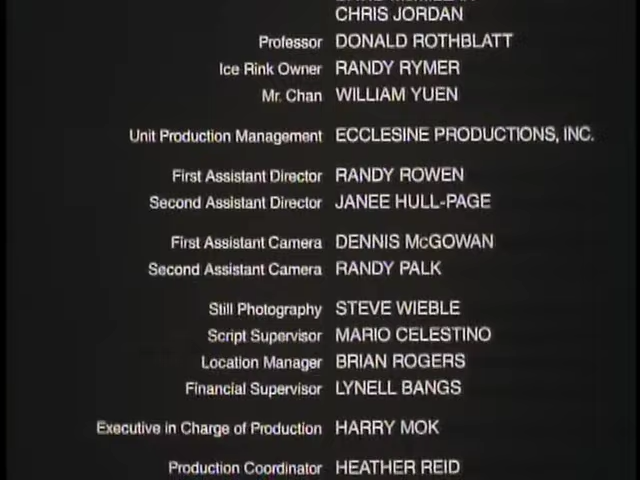 CHRIS JORDAN
Professor DONALD ROTHBLATT
Ice Rink Owner RANDY RYMER
Mr. Chan WILLIAM YUEN
Unit Production Management ECCLESINE PRODUCTIONS, INC.
First Assistant Director RANDY ROWEN
Second Assistant Director JANEE HULL-PAGE
First Assistant Camera DENNIS McGOWAN
Second Assistant Camera RANDY PALK
Still Photography STEVE WIEBLE
Script Supervisor MARIO CELESTINO
Location Manager BRIAN ROGERS
Financial Supervisor LYNELL BANGS
Executive in Charge of Production HARRY MOK
Production Coordinator HEATHER REID